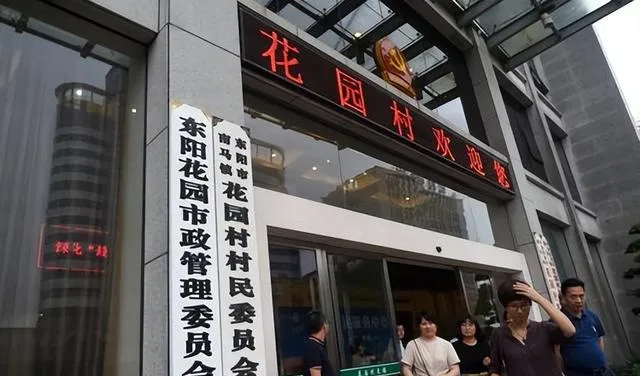 花园村欢迎您
东阳市
南马镇
花园村村民委员会
东阳花园市政管理委员会